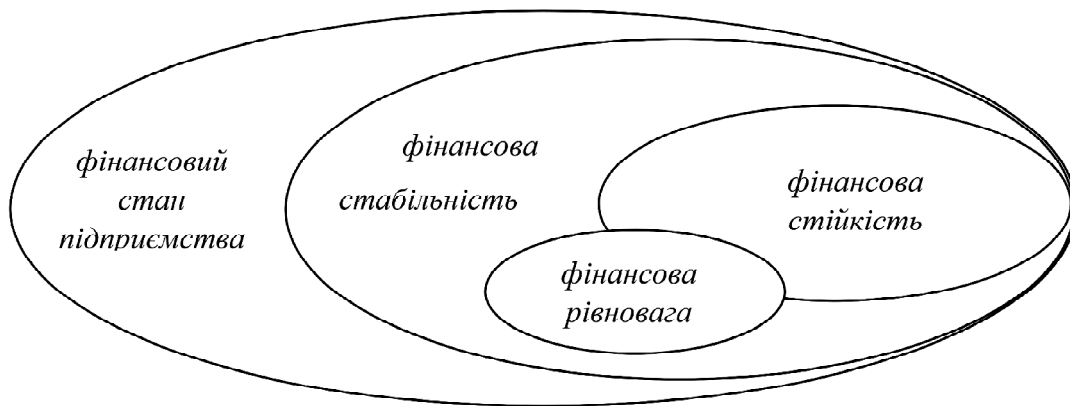 фінансовий
стан
підприємства
фінансова
стабільність
фінансова
стійкість
фінансова
рівновага